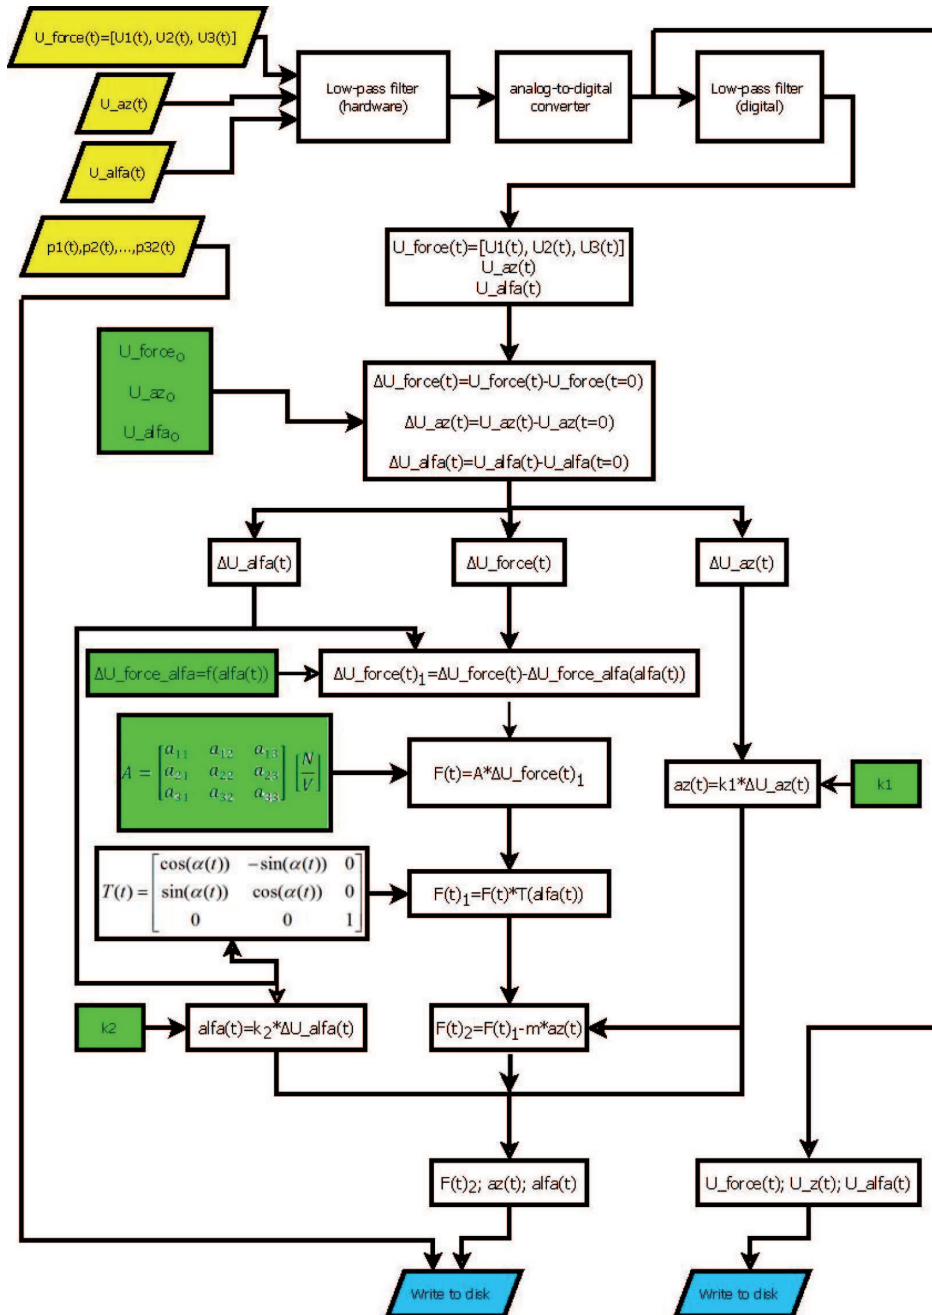 U_force(t)=[U1(t), U2(t), U3(t)]
U_az(t)
U_alfa(t)
p1(t),p2(t),...,p32(t)
Low-pass filter
(hardware)
analog-to-digital
converter
Low-pass filter
(digital)
U_force(t)=[U1(t), U2(t), U3(t)]
U_az(t)
U_alfa(t)
U_force₀
U_az₀
U_alfa₀
ΔU_force(t)=U_force(t)-U_force(t=0)
ΔU_az(t)=U_az(t)-U_az(t=0)
ΔU_alfa(t)=U_alfa(t)-U_alfa(t=0)
ΔU_alfa(t)
ΔU_force(t)
ΔU_az(t)
ΔU_force_alfa=f(alfa(t))
ΔU_force(t)₁=ΔU_force(t)-ΔU_force_alfa(alfa(t))
A = [a₁₁ a₁₂ a₁₃
a₂₁ a₂₂ a₂₃
a₃₁ a₃₂ a₃₃] [N/V]
F(t)=A*ΔU_force(t)₁
az(t)=k1*ΔU_az(t)
k1
T(t) = [cos(α(t)) −sin(α(t)) 0
sin(α(t)) cos(α(t)) 0
0 0 1]
F(t)₁=F(t)*T(alfa(t))
k2
alfa(t)=k₂*ΔU_alfa(t)
F(t)₂=F(t)₁-m*az(t)
F(t)₂; az(t); alfa(t)
U_force(t); U_z(t); U_alfa(t)
Write to disk
Write to disk